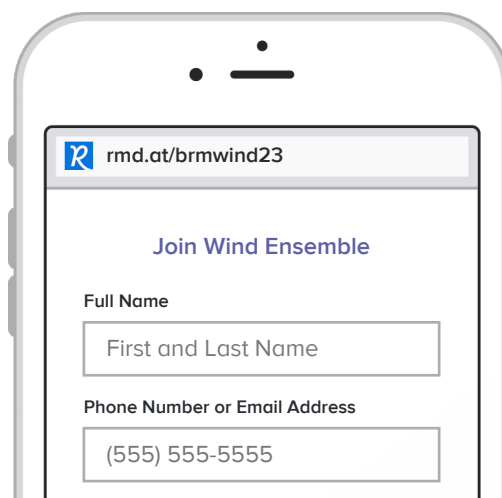 rmd.at/brmwind23
Join Wind Ensemble
Full Name
First and Last Name
Phone Number or Email Address
(555) 555-5555